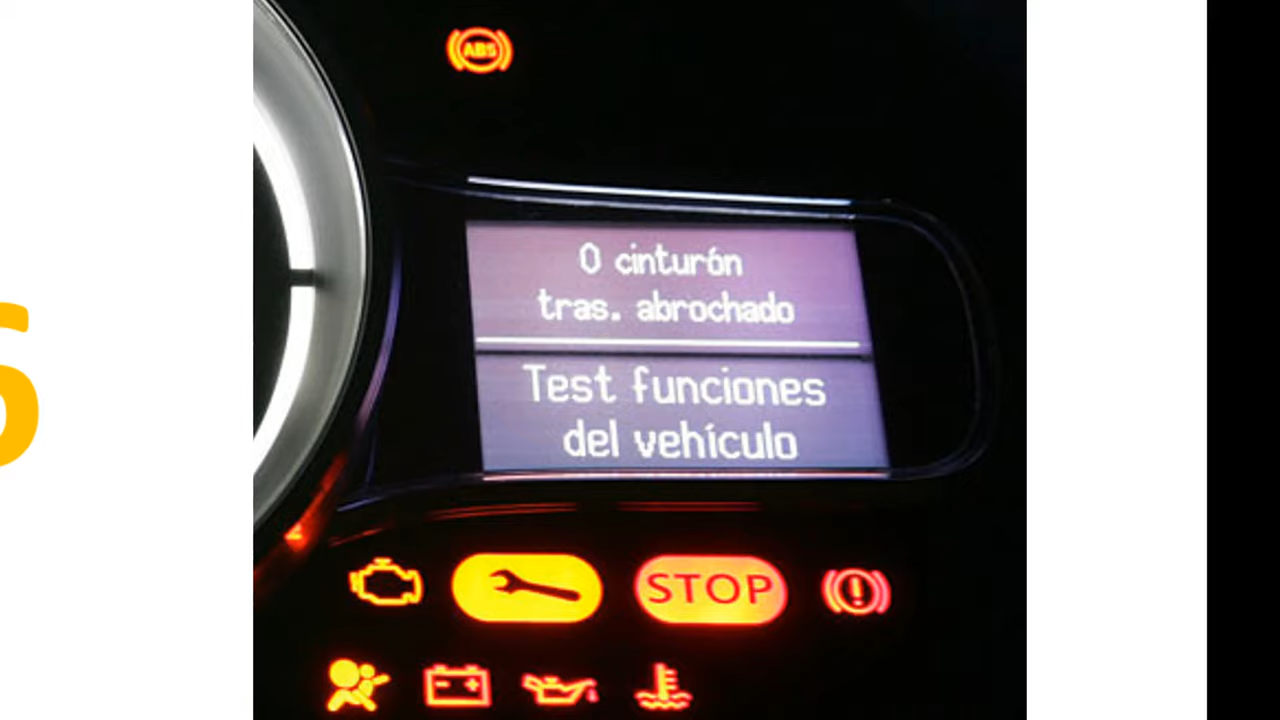 ABS
0 cinturón
tras. abrochado
Test funciones
del vehículo
STOP